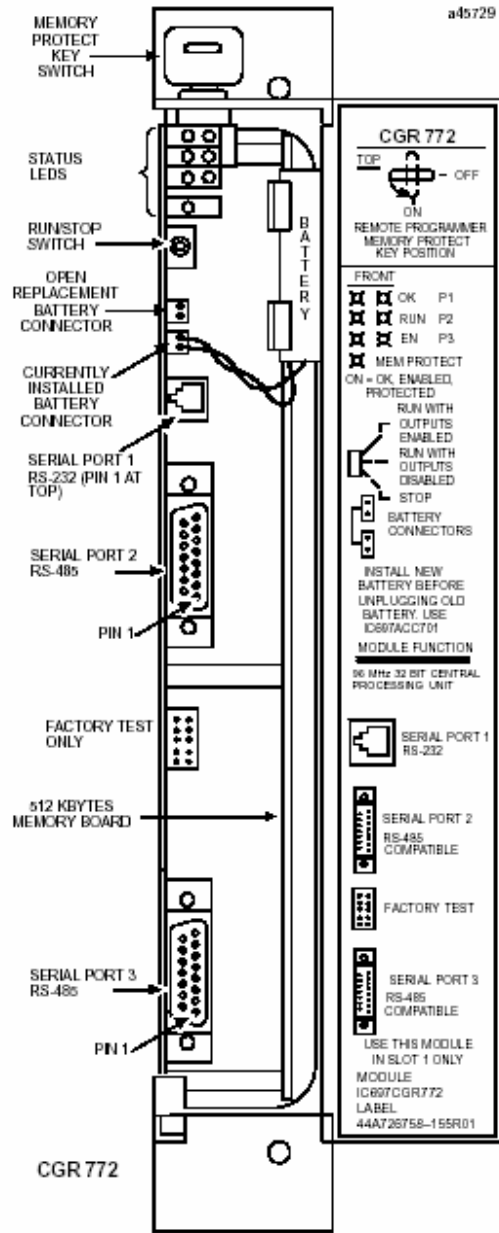 a45729
MEMORY
PROTECT
KEY
SWITCH
STATUS
LEDS
RUN/STOP
SWITCH
OPEN
REPLACEMENT
BATTERY
CONNECTOR
CURRENTLY
INSTALLED
BATTERY
CONNECTOR
SERIAL PORT 1
RS-232 (PIN 1 AT
TOP)
SERIAL PORT 2
RS-485
PIN 1
FACTORY TEST
ONLY
512 KBYTES
MEMORY BOARD
SERIAL PORT 3
RS-485
PIN 1
CGR 772
BATTERY
CGR 772
TOP
OFF
ON
REMOTE PROGRAMMER
MEMORY PROTECT
KEY POSITION
FRONT
OK P1
RUN P2
EN P3
MEM PROTECT
ON = OK, ENABLED,
PROTECTED
RUN WITH
OUTPUTS
ENABLED
RUN WITH
OUTPUTS
DISABLED
STOP
BATTERY
CONNECTORS
INSTALL NEW
BATTERY BEFORE
UNPLUGGING OLD
BATTERY. USE
IC697ACC701
MODULE FUNCTION
96 MHz 32 BIT CENTRAL
PROCESSING UNIT
SERIAL PORT 1
RS-232
SERIAL PORT 2
RS-485
COMPATIBLE
FACTORY TEST
SERIAL PORT 3
RS-485
COMPATIBLE
USE THIS MODULE
IN SLOT 1 ONLY
MODULE
IC697CGR772
LABEL
44A726758-155R01